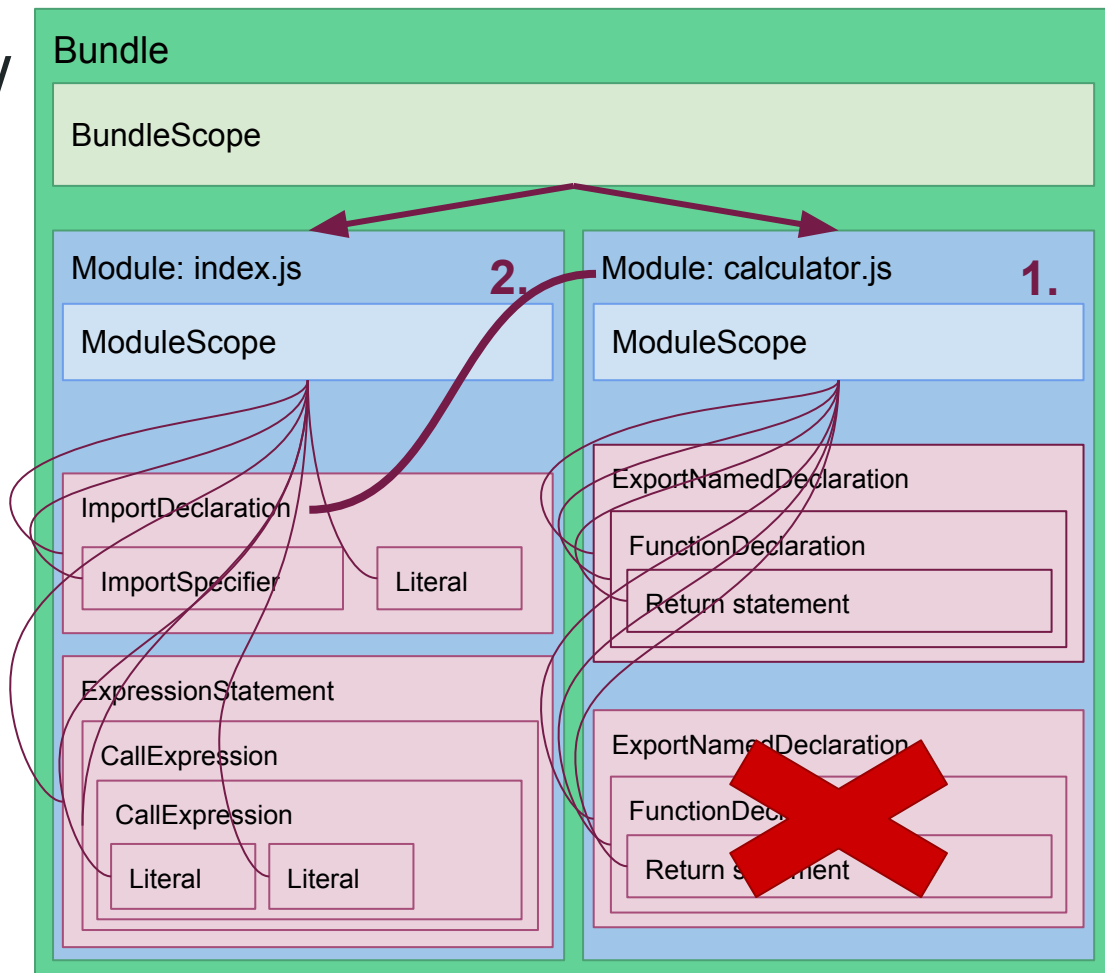 y
Bundle
BundleScope
Module: index.js
2.
ModuleScope
ImportDeclaration
ImportSpecifier
Literal
ExpressionStatement
CallExpression
CallExpression
Literal
Literal
Module: calculator.js
1.
ModuleScope
ExportNamedDeclaration
FunctionDeclaration
Return statement
ExportNamedDeclaration
Return